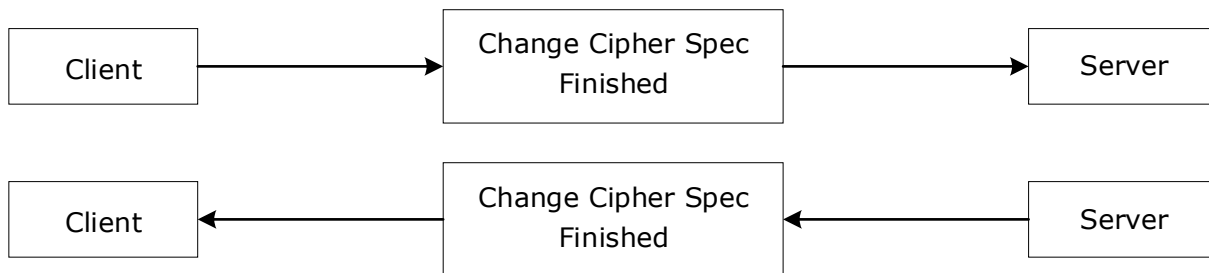 Client
Change Cipher Spec
Finished
Server
Client
Change Cipher Spec
Finished
Server